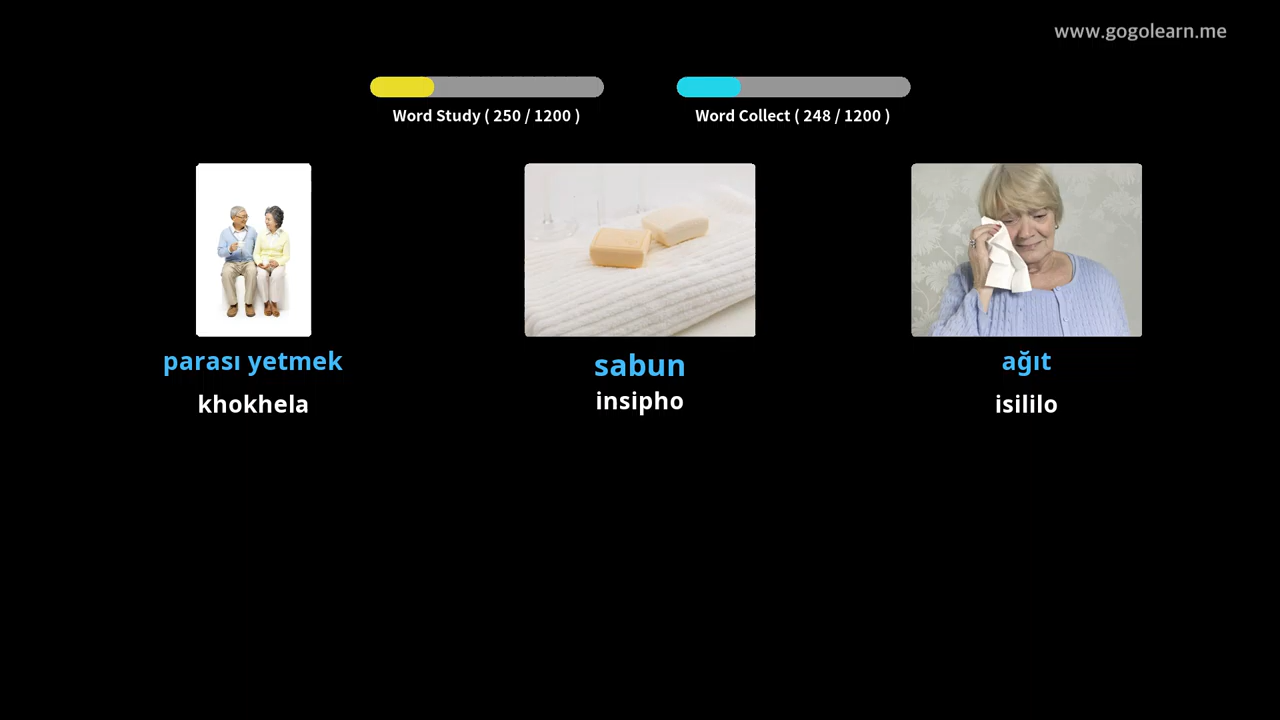 www.gogolearn.me
Word Study ( 250 / 1200 )
Word Collect ( 248 / 1200 )
parası yetmek
sabun
ağıt
khokhela
insipho
isililo